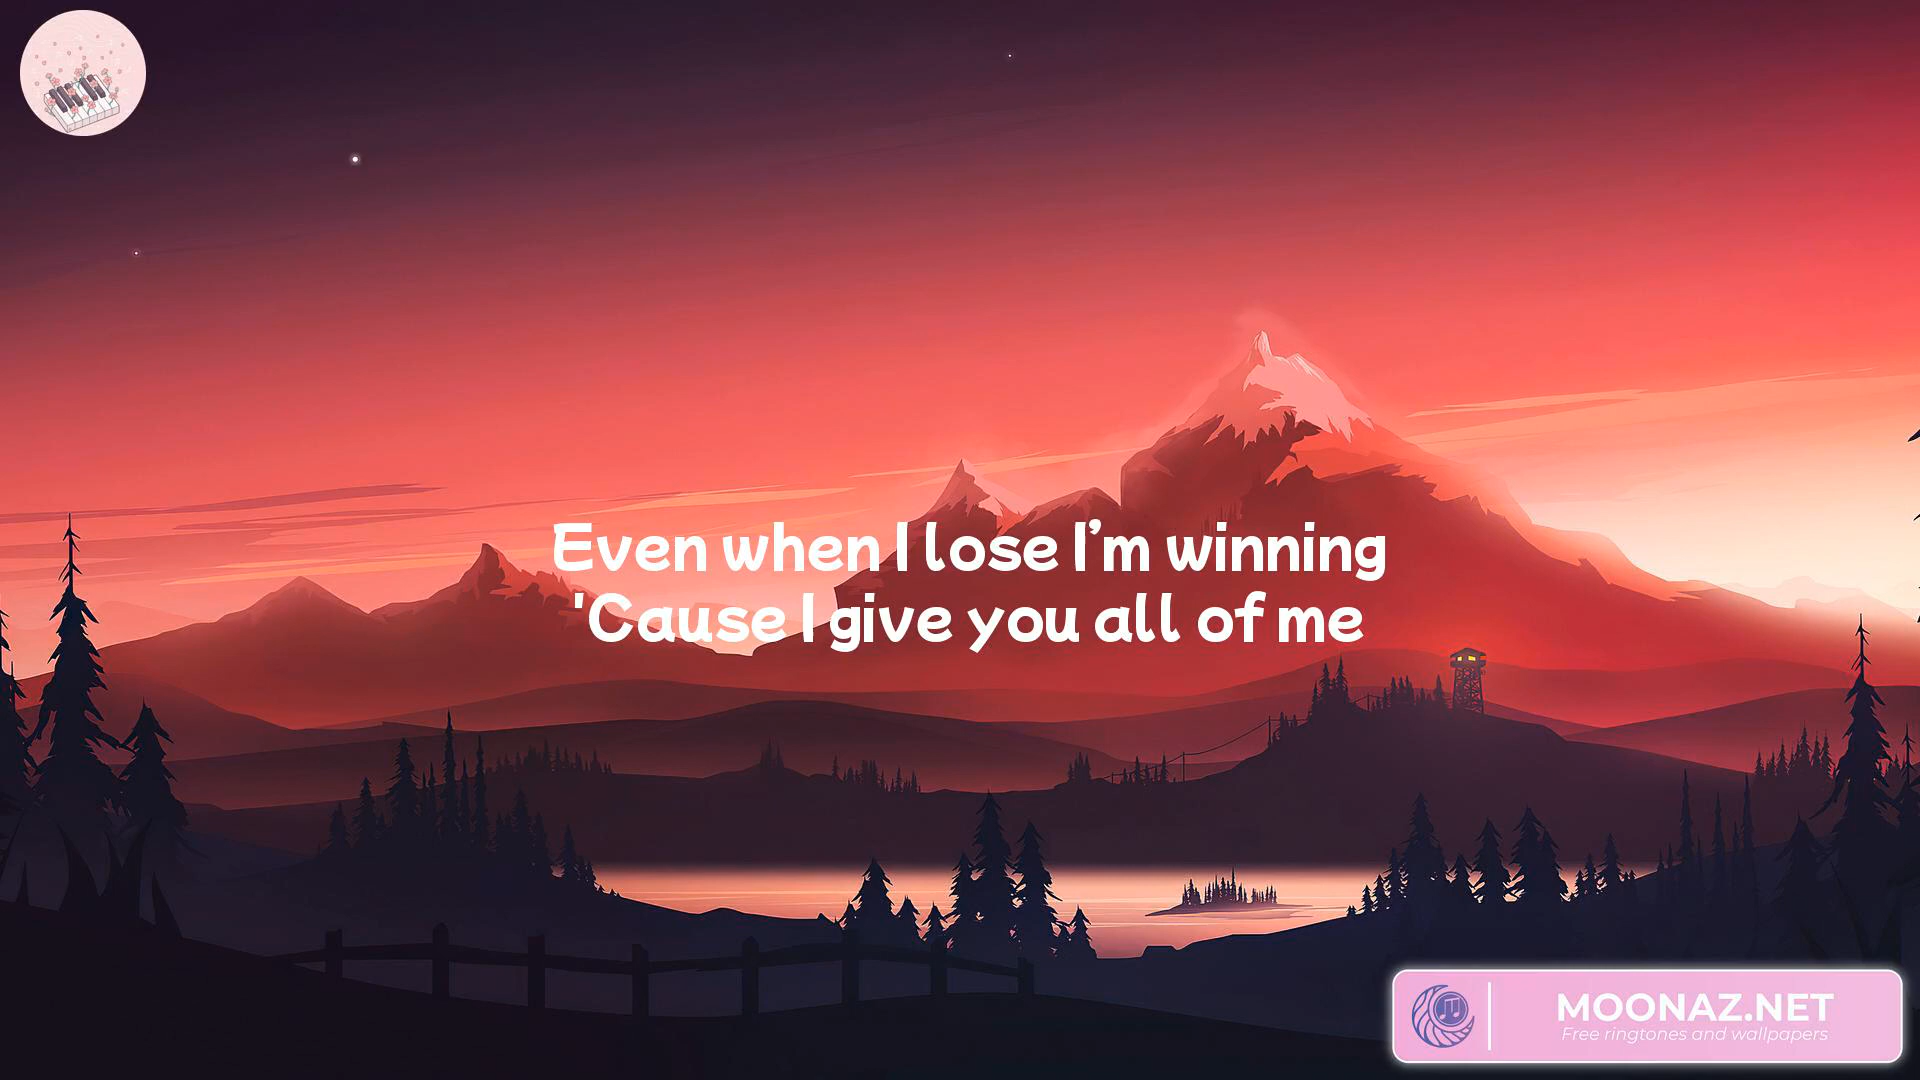 Even when I lose I’m winning
'Cause I give you all of me
MOONAZ.NET
Free ringtones and wallpapers